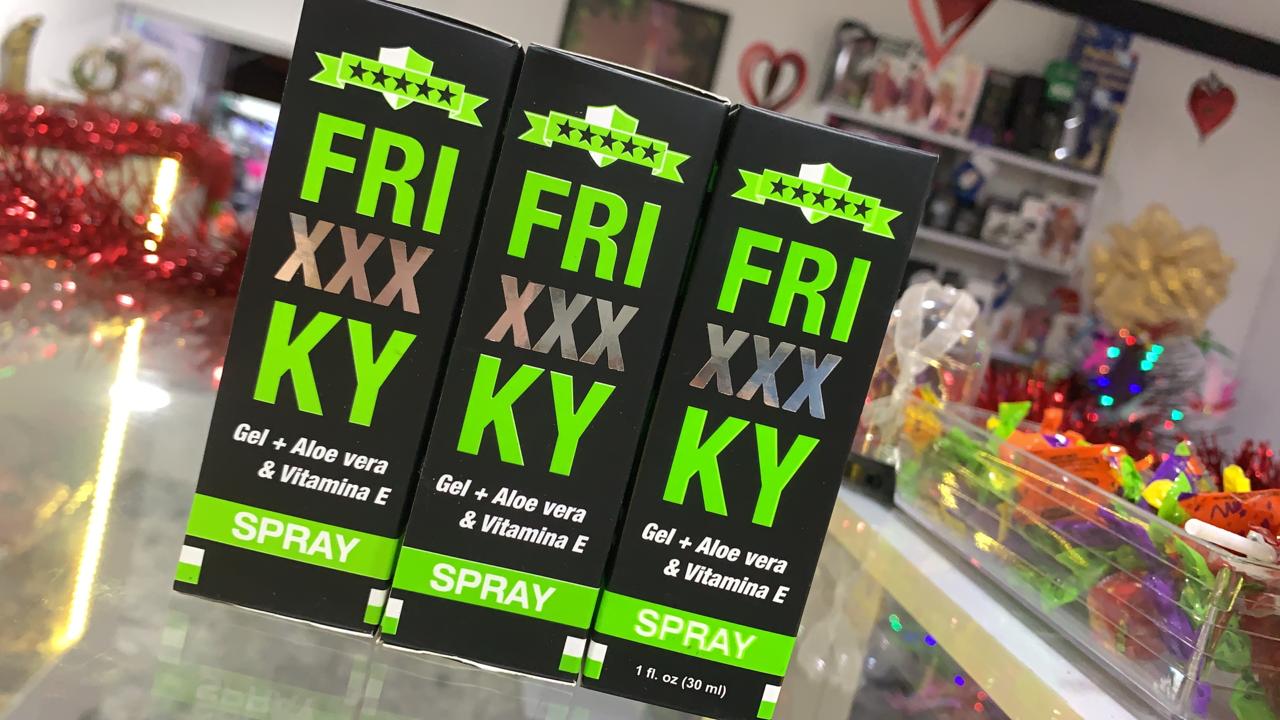 FRI
XXX
KY
Gel + Aloe vera
& Vitamina E
SPRAY
FRI
XXX
KY
Gel + Aloe vera
& Vitamina E
SPRAY
FRI
XXX
KY
Gel + Aloe vera
& Vitamina E
SPRAY
1 fl. oz (30 ml)